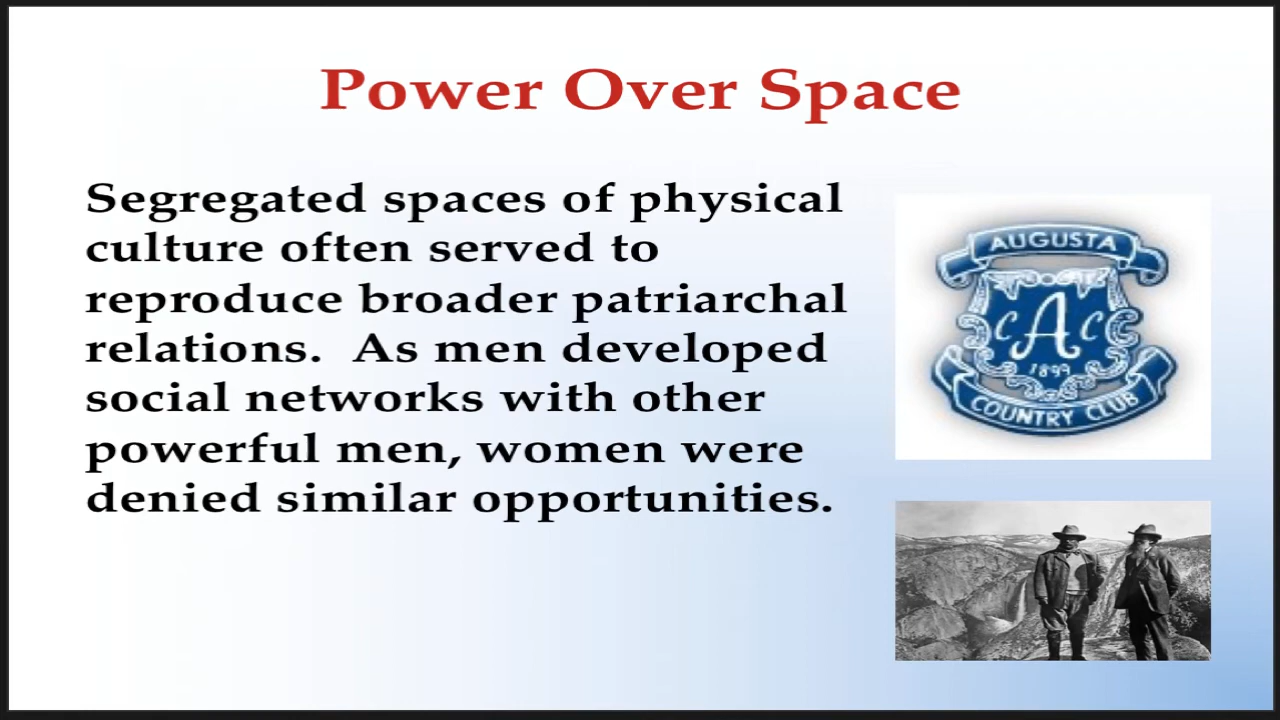 Power Over Space
Segregated spaces of physical
culture often served to
reproduce broader patriarchal
relations.  As men developed
social networks with other
powerful men, women were
denied similar opportunities.
AUGUSTA
C A C
1899
COUNTRY CLUB